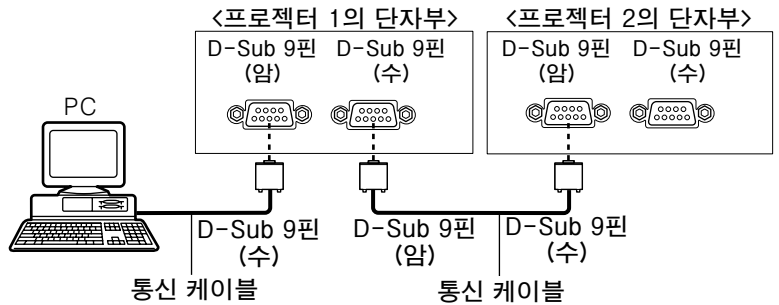 <프로젝터 1의 단자부> <프로젝터 2의 단자부>
D-Sub 9핀 D-Sub 9핀 D-Sub 9핀 D-Sub 9핀
(암) (수) (암) (수)
PC
D-Sub 9핀 D-Sub 9핀 D-Sub 9핀
(수) (암) (수)
통신 케이블 통신 케이블